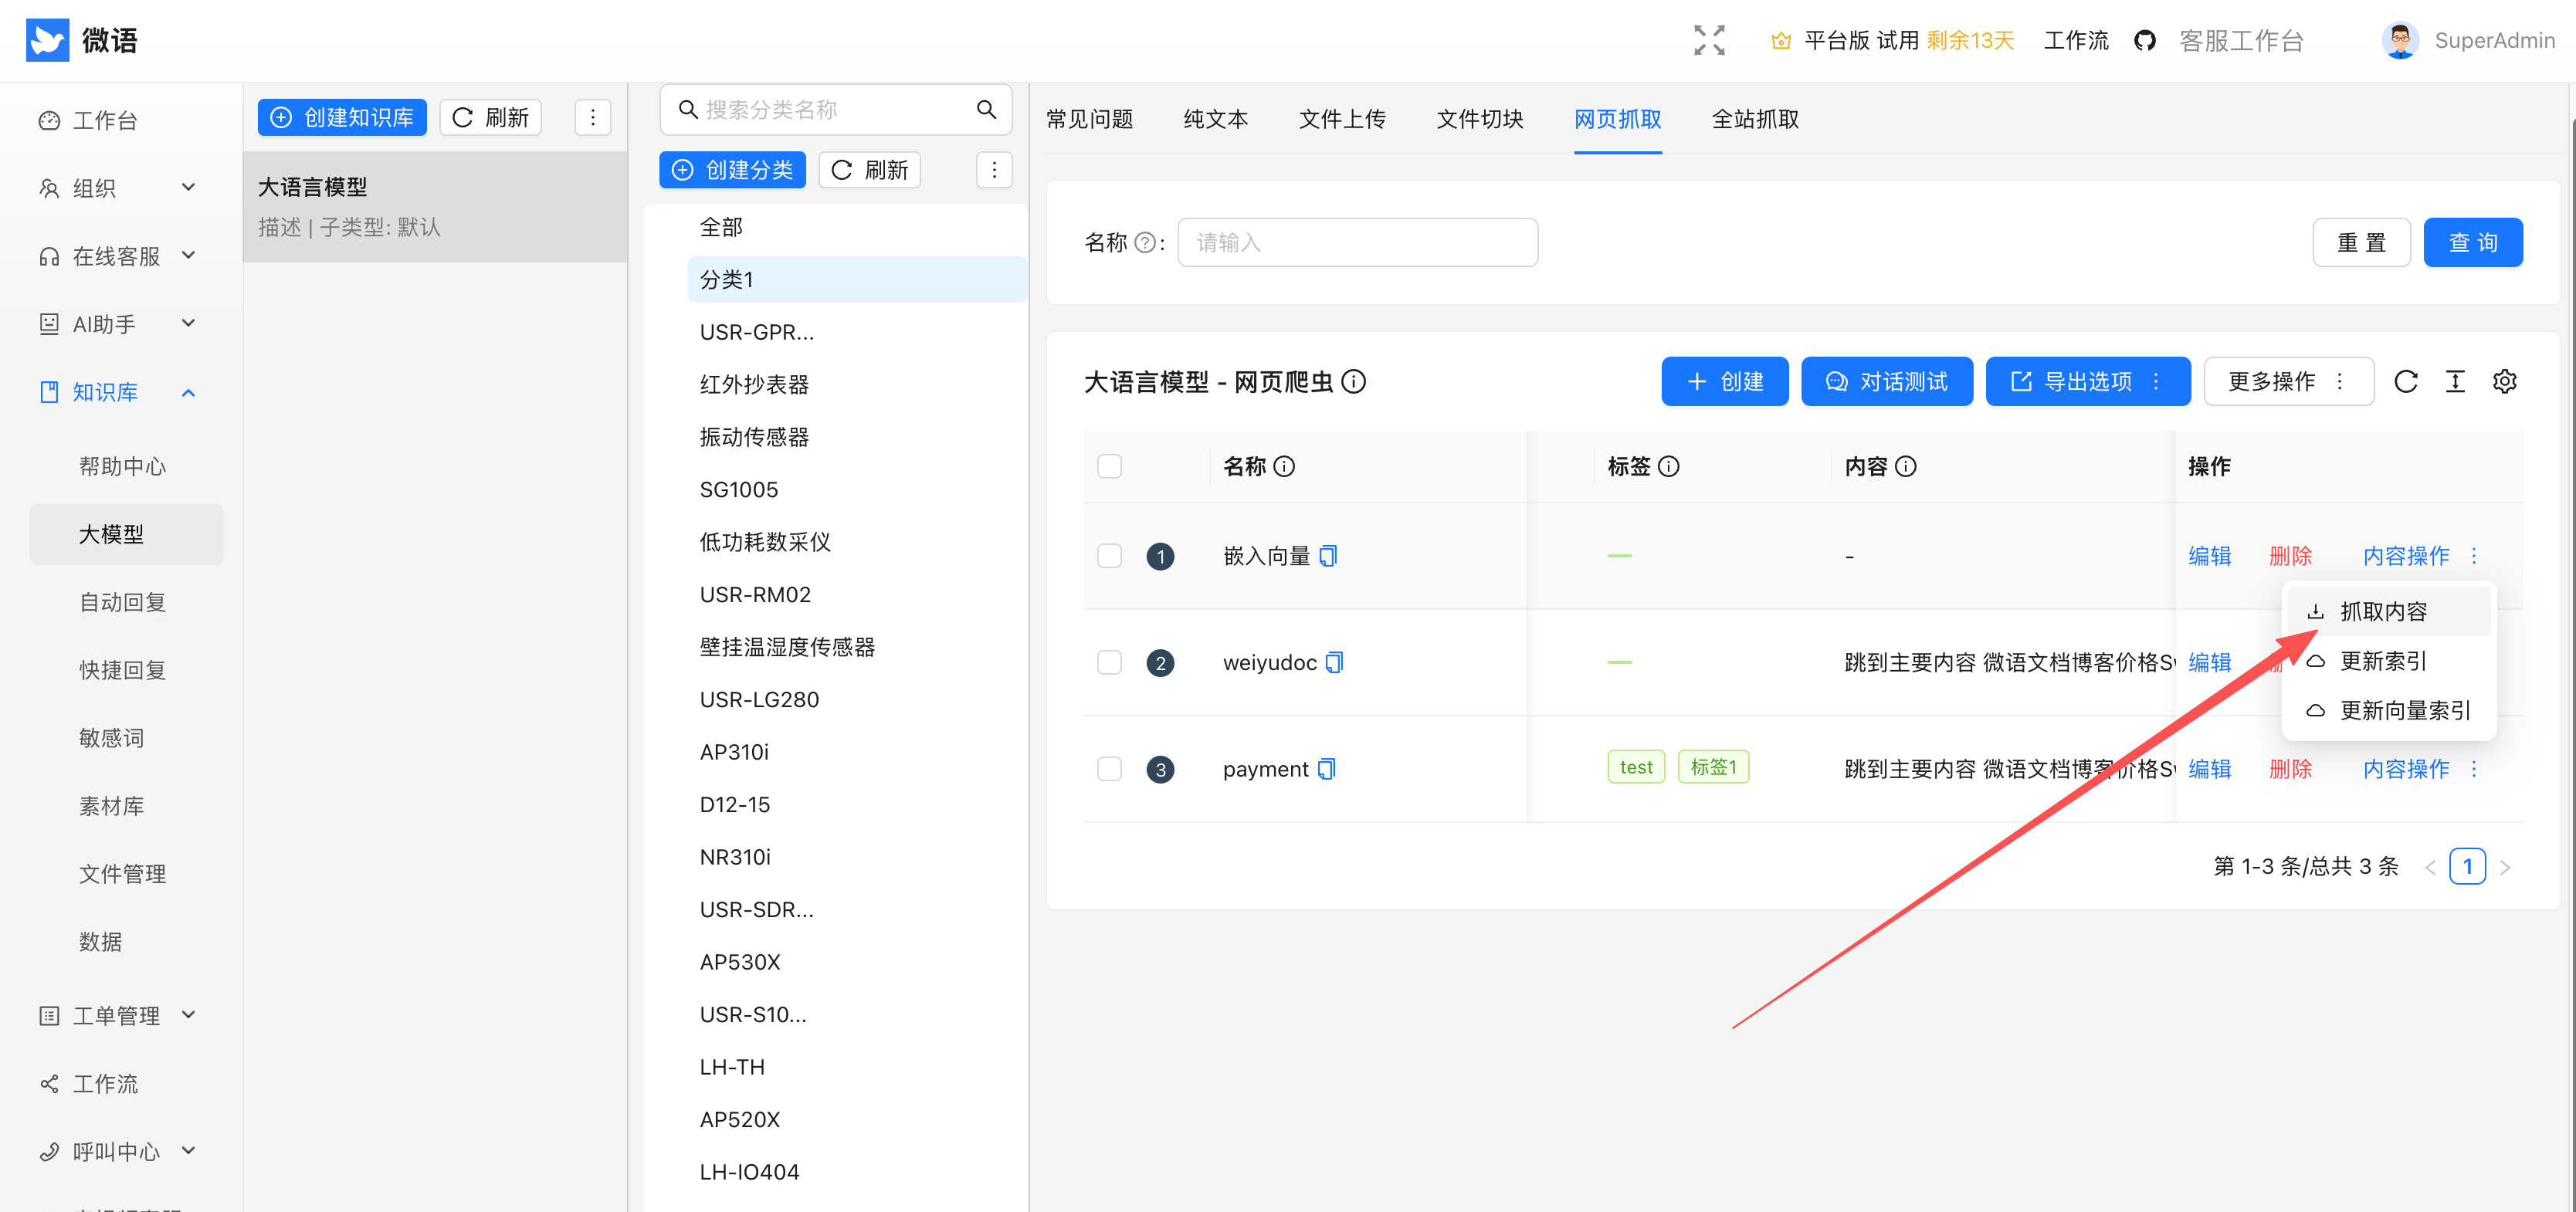 微语
平台版 试用 剩余13天
工作流
客服工作台
SuperAdmin
工作台
组织
在线客服
AI助手
知识库
帮助中心
大模型
自动回复
快捷回复
敏感词
素材库
文件管理
数据
工单管理
工作流
呼叫中心
创建知识库
刷新
大语言模型
描述 | 子类型: 默认
搜索分类名称
创建分类
刷新
全部
分类1
USR-GPR...
红外抄表器
振动传感器
SG1005
低功耗数采仪
USR-RM02
壁挂温湿度传感器
USR-LG280
AP310i
D12-15
NR310i
USR-SDR...
AP530X
USR-S10...
LH-TH
AP520X
LH-IO404
常见问题 纯文本 文件上传 文件切块 网页抓取 全站抓取
名称 ? : 请输入
重 置 查 询
大语言模型 - 网页爬虫
创建 对话测试 导出选项 更多操作
名称 标签 内容 操作
1 嵌入向量 - 编辑 删除 内容操作
抓取内容
更新索引
更新向量索引
2 weiyudoc 跳到主要内容 微语文档博客价格S 编辑
3 payment test 标签1 跳到主要内容 微语文档博客价格S 编辑 删除 内容操作
第 1-3 条/总共 3 条 < 1 >